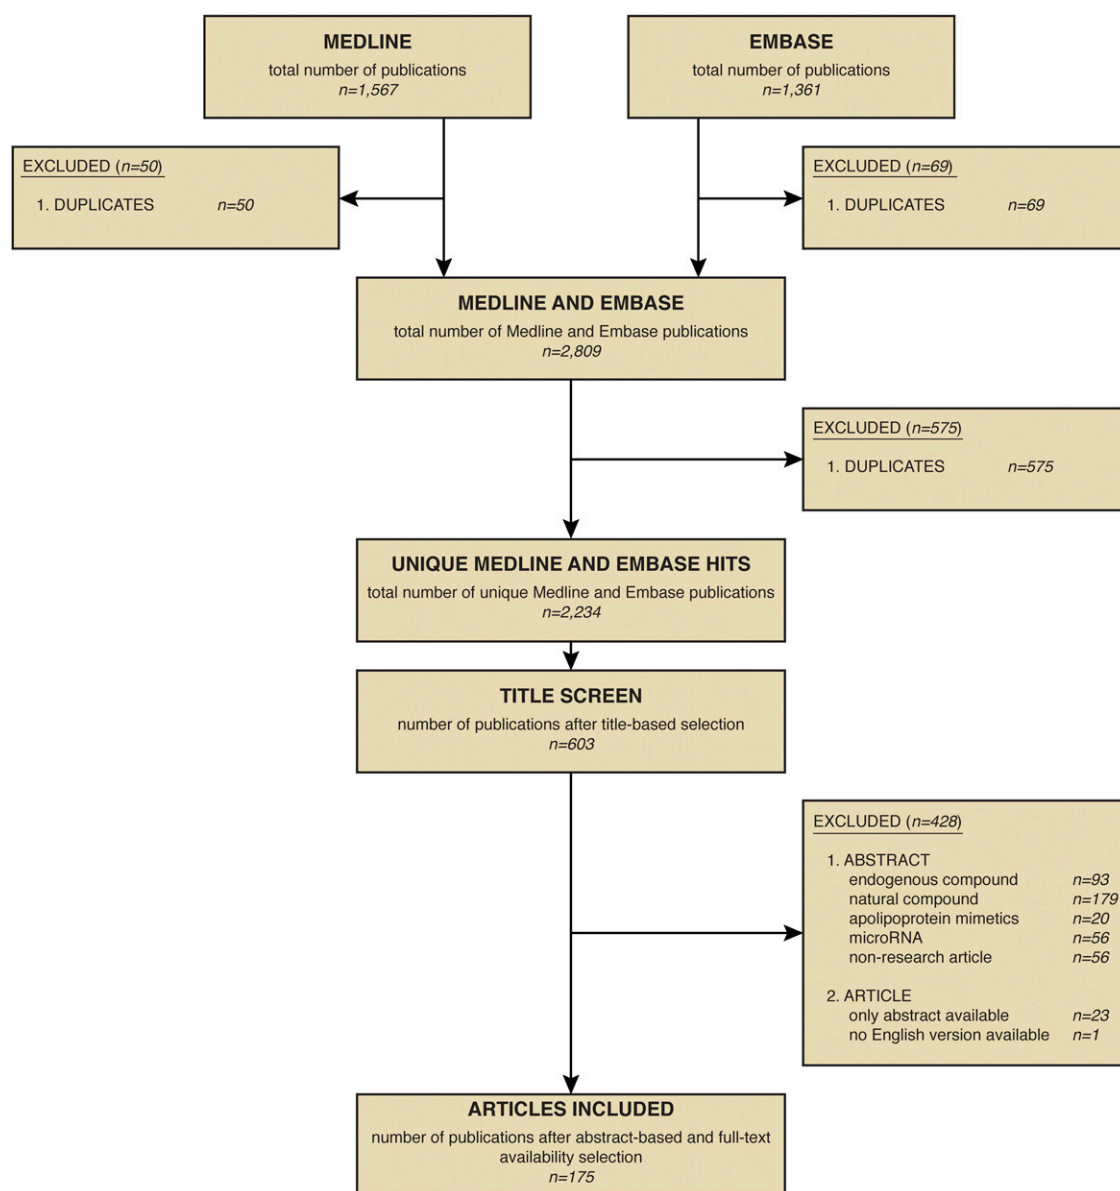 MEDLINE
total number of publications
n=1,567
EMBASE
total number of publications
n=1,361
EXCLUDED (n=50)
1. DUPLICATES n=50
EXCLUDED (n=69)
1. DUPLICATES n=69
MEDLINE AND EMBASE
total number of Medline and Embase publications
n=2,809
EXCLUDED (n=575)
1. DUPLICATES n=575
UNIQUE MEDLINE AND EMBASE HITS
total number of unique Medline and Embase publications
n=2,234
TITLE SCREEN
number of publications after title-based selection
n=603
EXCLUDED (n=428)
1. ABSTRACT
endogenous compound n=93
natural compound n=179
apolipoprotein mimetics n=20
microRNA n=56
non-research article n=56
2. ARTICLE
only abstract available n=23
no English version available n=1
ARTICLES INCLUDED
number of publications after abstract-based and full-text
availability selection
n=175